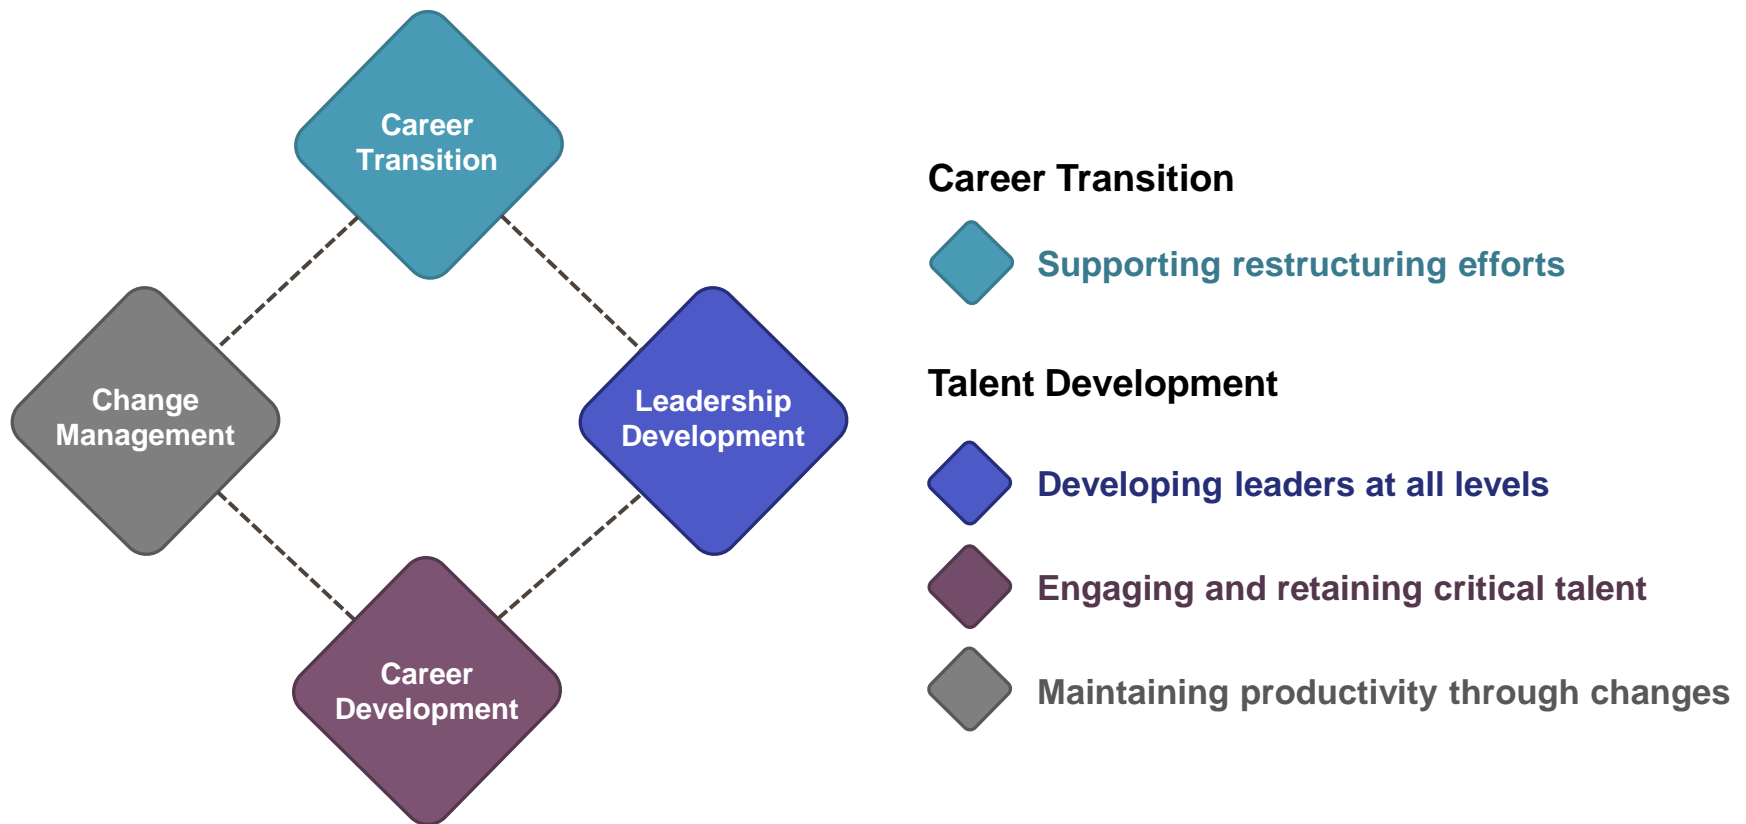 Career
Transition
Change
Management
Leadership
Development
Career
Development
Career Transition
Supporting restructuring efforts
Talent Development
Developing leaders at all levels
Engaging and retaining critical talent
Maintaining productivity through changes